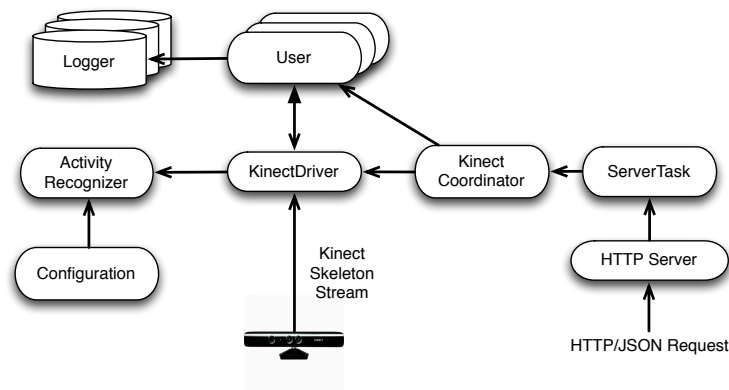 Logger
User
Activity
Recognizer
KinectDriver
Kinect
Coordinator
ServerTask
Configuration
Kinect
Skeleton
Stream
HTTP Server
HTTP/JSON Request